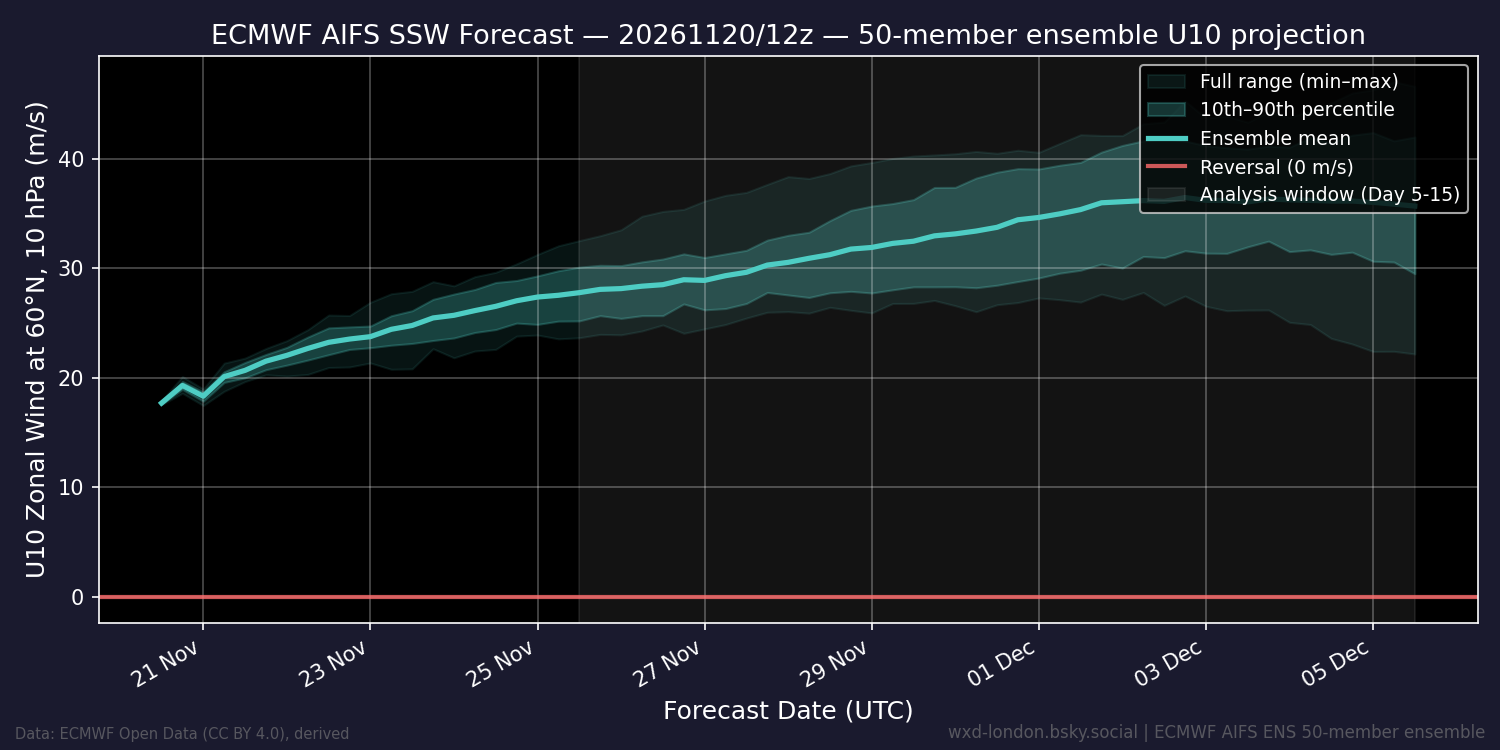 ECMWF AIFS SSW Forecast — 20261120/12z — 50-member ensemble U10 projection
Full range (min–max)
10th–90th percentile
Ensemble mean
Reversal (0 m/s)
Analysis window (Day 5-15)
U10 Zonal Wind at 60°N, 10 hPa (m/s)
40
30
20
10
0
21 Nov
23 Nov
25 Nov
27 Nov
29 Nov
01 Dec
03 Dec
05 Dec
Forecast Date (UTC)
Data: ECMWF Open Data (CC BY 4.0), derived
wxd-london.bsky.social | ECMWF AIFS ENS 50-member ensemble